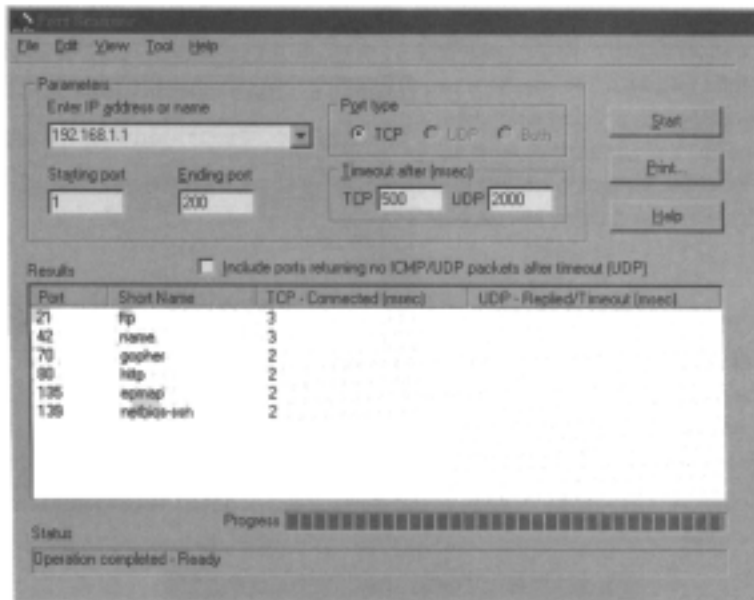 File Edit View Tool Help
Parameters
Enter IP address or name
192.168.1.1
Port type
TCP UDP Both
Starting port
Ending port
1
200
Timeout after (msec)
TCP 500 UDP 2000
Start
Print...
Help
Results
Include ports returning no ICMP/UDP packets after timeout (UDP)
Port Short Name TCP - Connected (msec) UDP - Replied/Timeout (msec)
21 ftp 3
42 name 3
70 gopher 2
80 http 2
135 epmap 2
139 netbios-ssn 2
Progress
Status
Operation completed - Ready